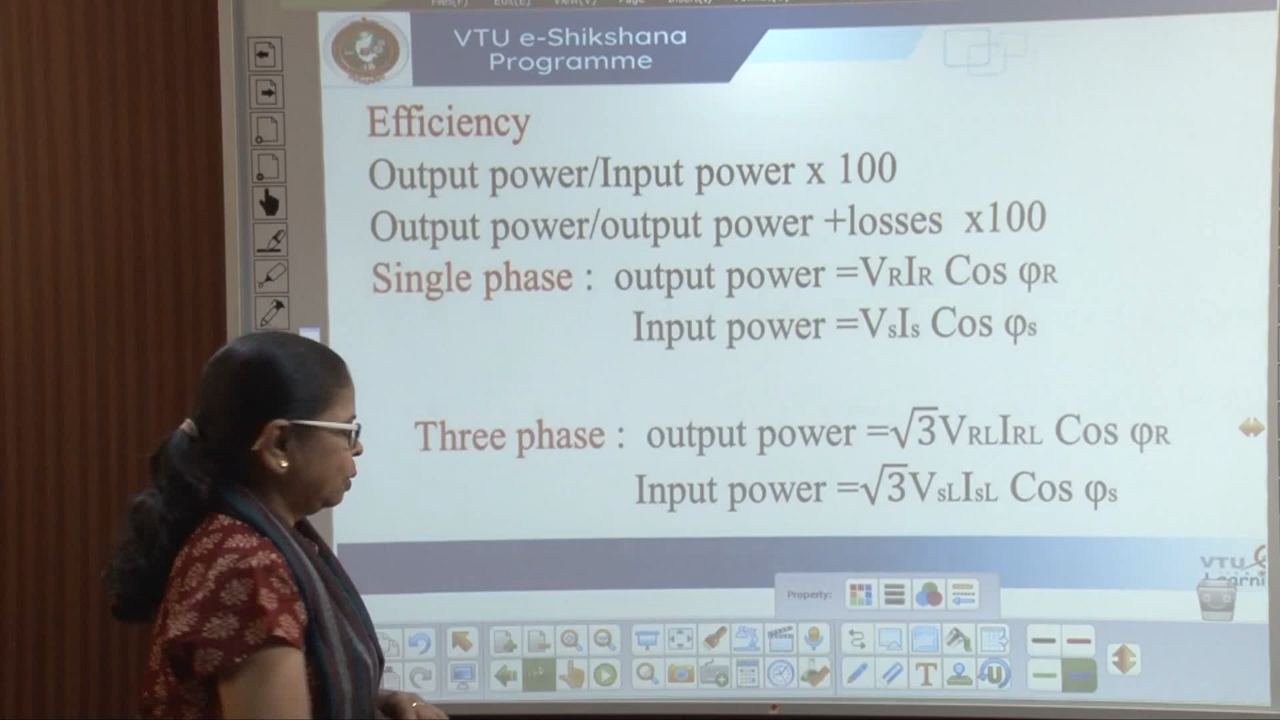 VTU e-Shikshana
Programme
Efficiency
Output power/Input power x 100
Output power/output power +losses x100
Single phase : output power =VRIR Cos φR
Input power =VsIs Cos φs
Three phase : output power =√3VRLIRL Cos φR
Input power =√3VsLIsL Cos φs
VTU
Learni
Property: